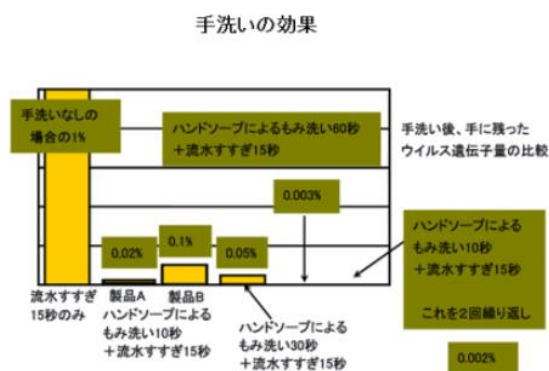 手洗いの効果
手洗いなしの
場合の1%
ハンドソープによるもみ洗い60秒
+流水すすぎ15秒
手洗い後、手に残った
ウイルス遺伝子量の比較
0.003%
0.02%
0.1%
0.05%
ハンドソープによる
もみ洗い10秒
+流水すすぎ15秒
これを2回繰り返し
0.002%
流水すすぎ
15秒のみ
製品A
製品B
ハンドソープによる
もみ洗い10秒
+流水すすぎ15秒
ハンドソープによる
もみ洗い30秒
+流水すすぎ15秒